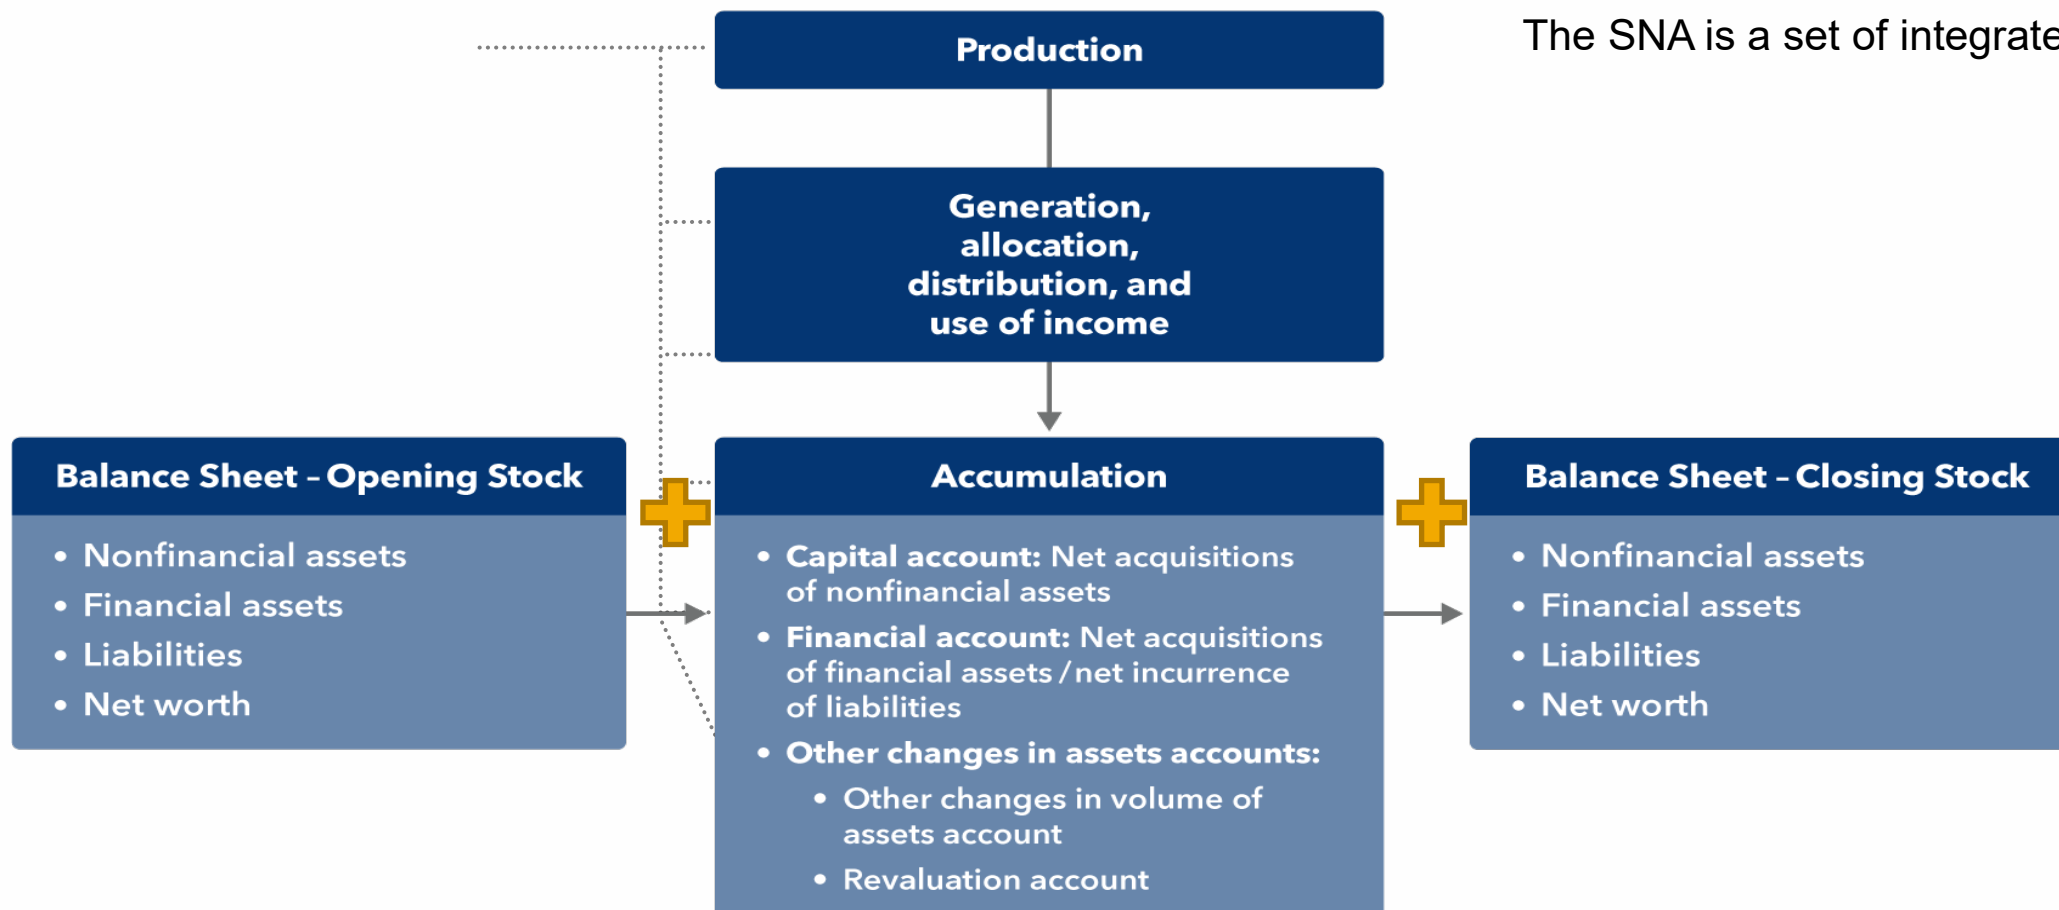 The SNA is a set of integrate
Production
Generation,
allocation,
distribution, and
use of income
Balance Sheet – Opening Stock
• Nonfinancial assets
• Financial assets
• Liabilities
• Net worth
Accumulation
• Capital account: Net acquisitions
of nonfinancial assets
• Financial account: Net acquisitions
of financial assets / net incurrence
of liabilities
• Other changes in assets accounts:
• Other changes in volume of
assets account
• Revaluation account
Balance Sheet – Closing Stock
• Nonfinancial assets
• Financial assets
• Liabilities
• Net worth